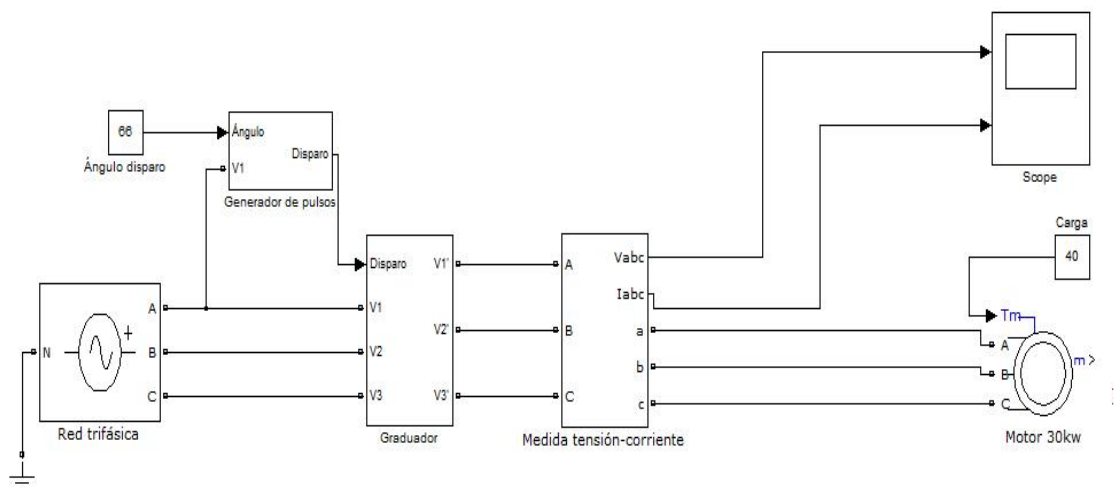 66
Ángulo disparo
Ángulo
V1
Disparo
Generador de pulsos
Scope
Carga
40
N
A
B
C
Red trifásica
Disparo
V1
V2
V3
V1'
V2'
V3'
Graduador
A
B
C
Vabc
Iabc
a
b
c
Medida tensión-corriente
Tm
A
B
C
m
Motor 30kw